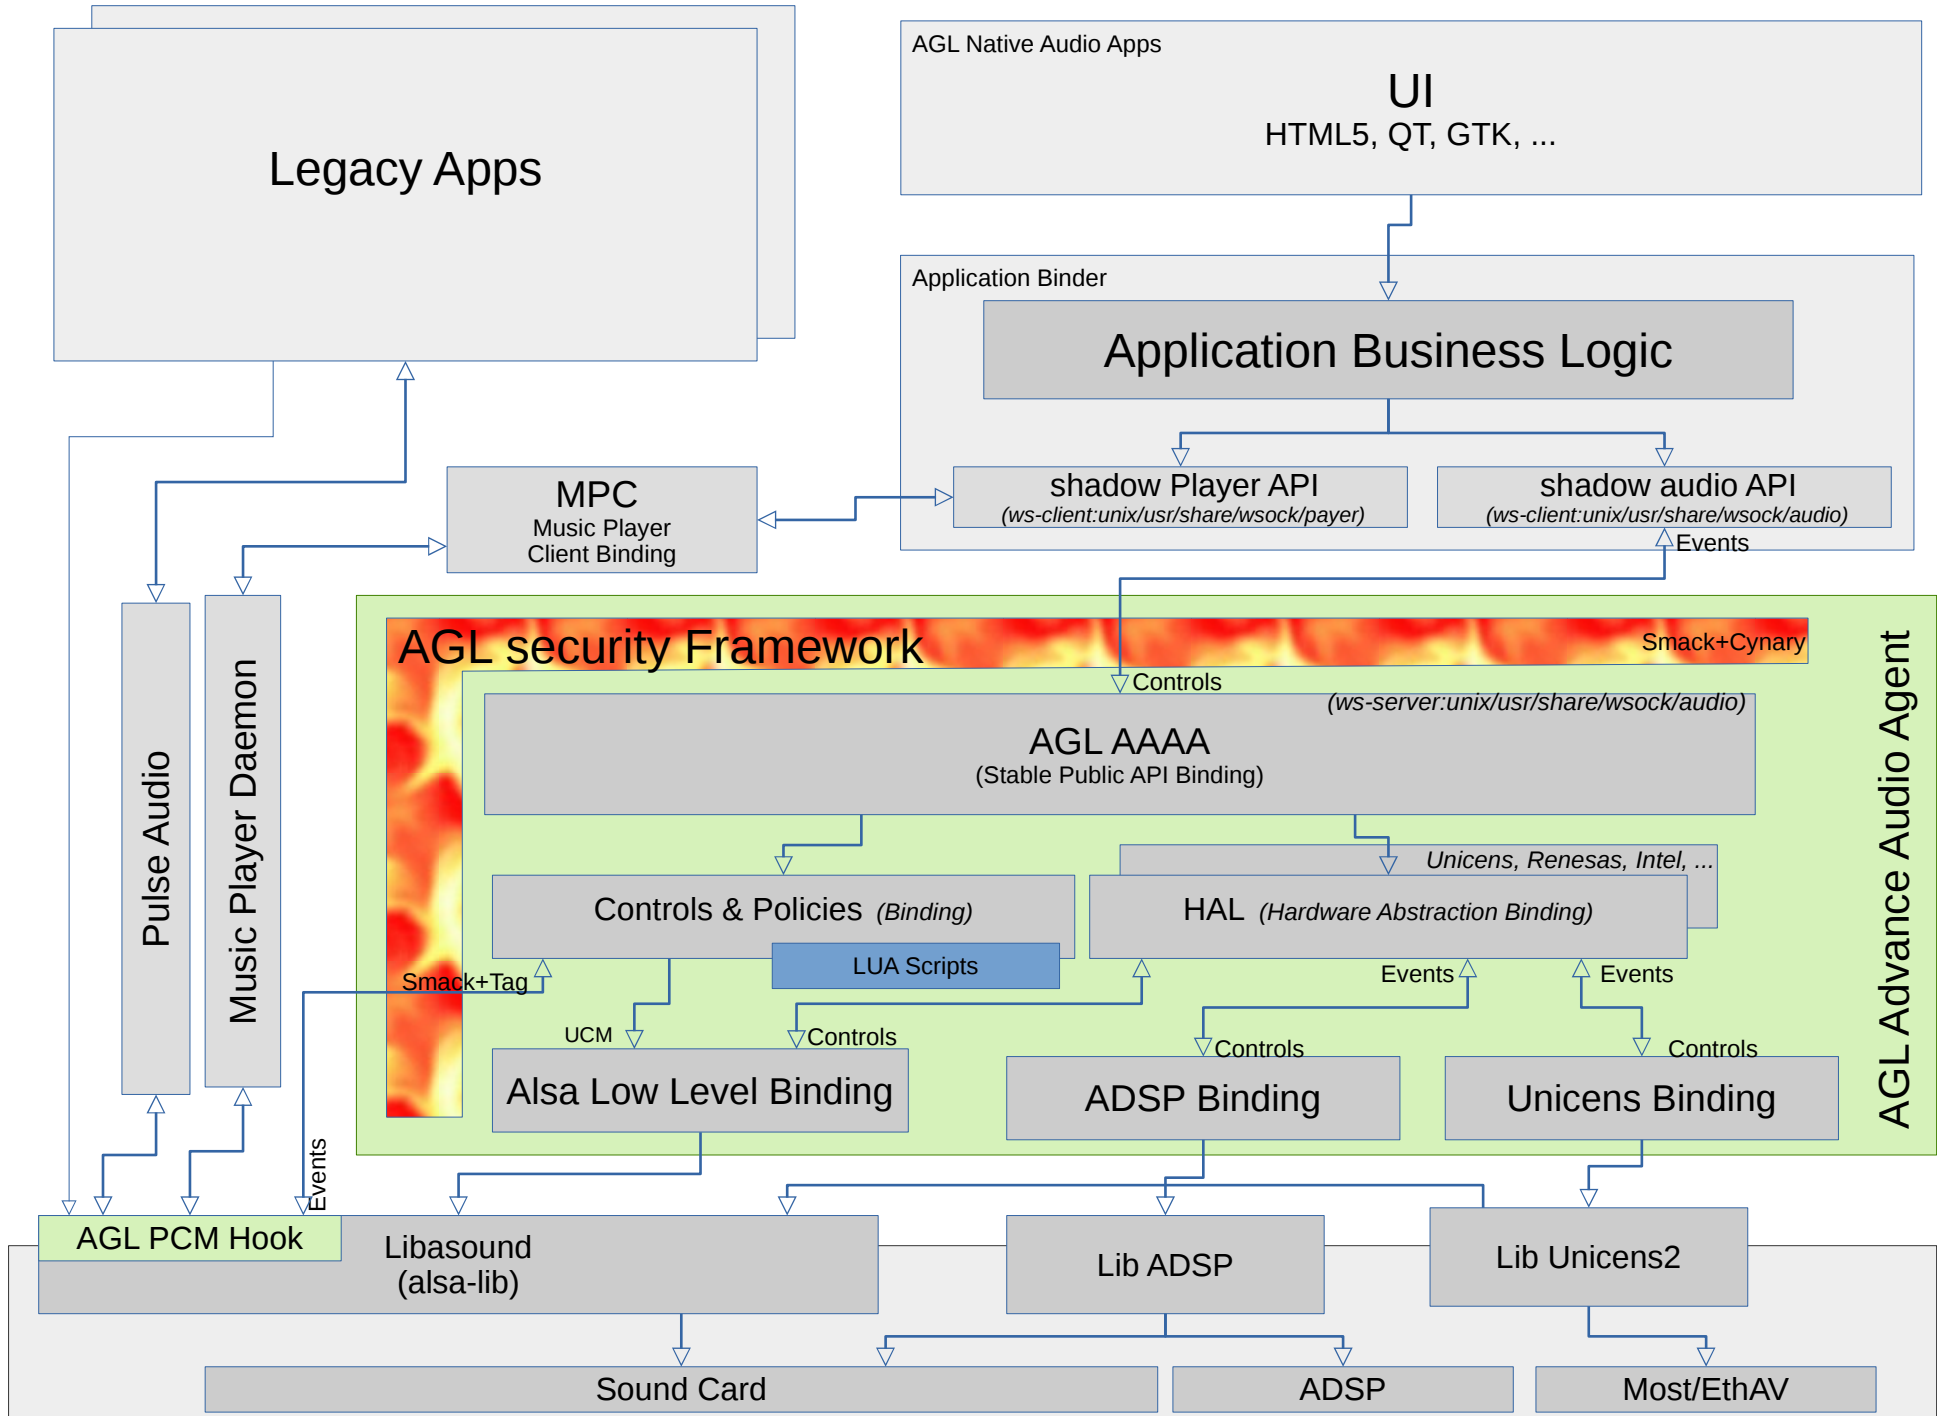 AGL Native Audio Apps
UI
HTML5, QT, GTK, ...
Legacy Apps
Application Binder
Application Business Logic
MPC
Music Player
Client Binding
shadow Player API
(ws-client:unix/usr/share/wsock/payer)
shadow audio API
(ws-client:unix/usr/share/wsock/audio)
Events
AGL security Framework
Smack+Cynary
Controls
(ws-server:unix/usr/share/wsock/audio)
AGL AAAA
(Stable Public API Binding)
AGL Advance Audio Agent
Pulse Audio
Music Player Daemon
Unicens, Renesas, Intel, ...
Controls & Policies (Binding)
HAL (Hardware Abstraction Binding)
LUA Scripts
Smack+Tag
Events
Events
UCM
Controls
Controls
Controls
Alsa Low Level Binding
ADSP Binding
Unicens Binding
Events
AGL PCM Hook
Libasound
(alsa-lib)
Lib ADSP
Lib Unicens2
Sound Card
ADSP
Most/EthAV